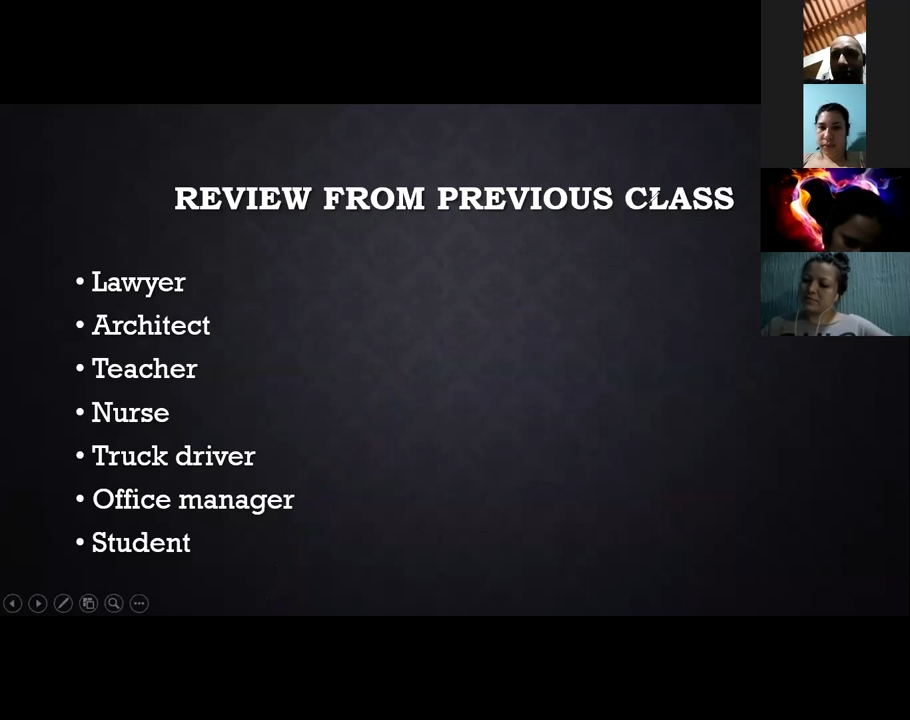 REVIEW FROM PREVIOUS CLASS
• Lawyer
• Architect
• Teacher
• Nurse
• Truck driver
• Office manager
• Student